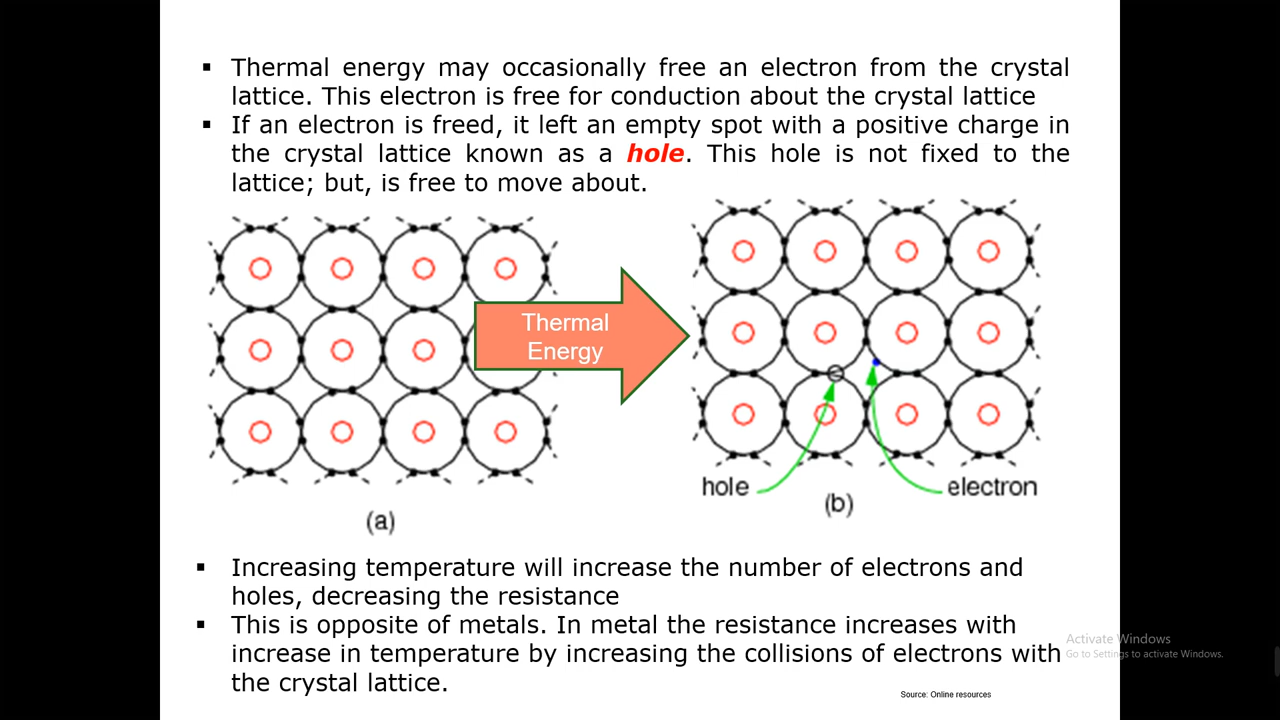 ▪ Thermal energy may occasionally free an electron from the crystal
lattice. This electron is free for conduction about the crystal lattice
▪ If an electron is freed, it left an empty spot with a positive charge in
the crystal lattice known as a hole. This hole is not fixed to the
lattice; but, is free to move about.
Thermal
Energy
hole
electron
(a)
(b)
▪ Increasing temperature will increase the number of electrons and
holes, decreasing the resistance
▪ This is opposite of metals. In metal the resistance increases with
increase in temperature by increasing the collisions of electrons with
the crystal lattice.
Activate Windows
Go to Settings to activate Windows.
Source: Online resources